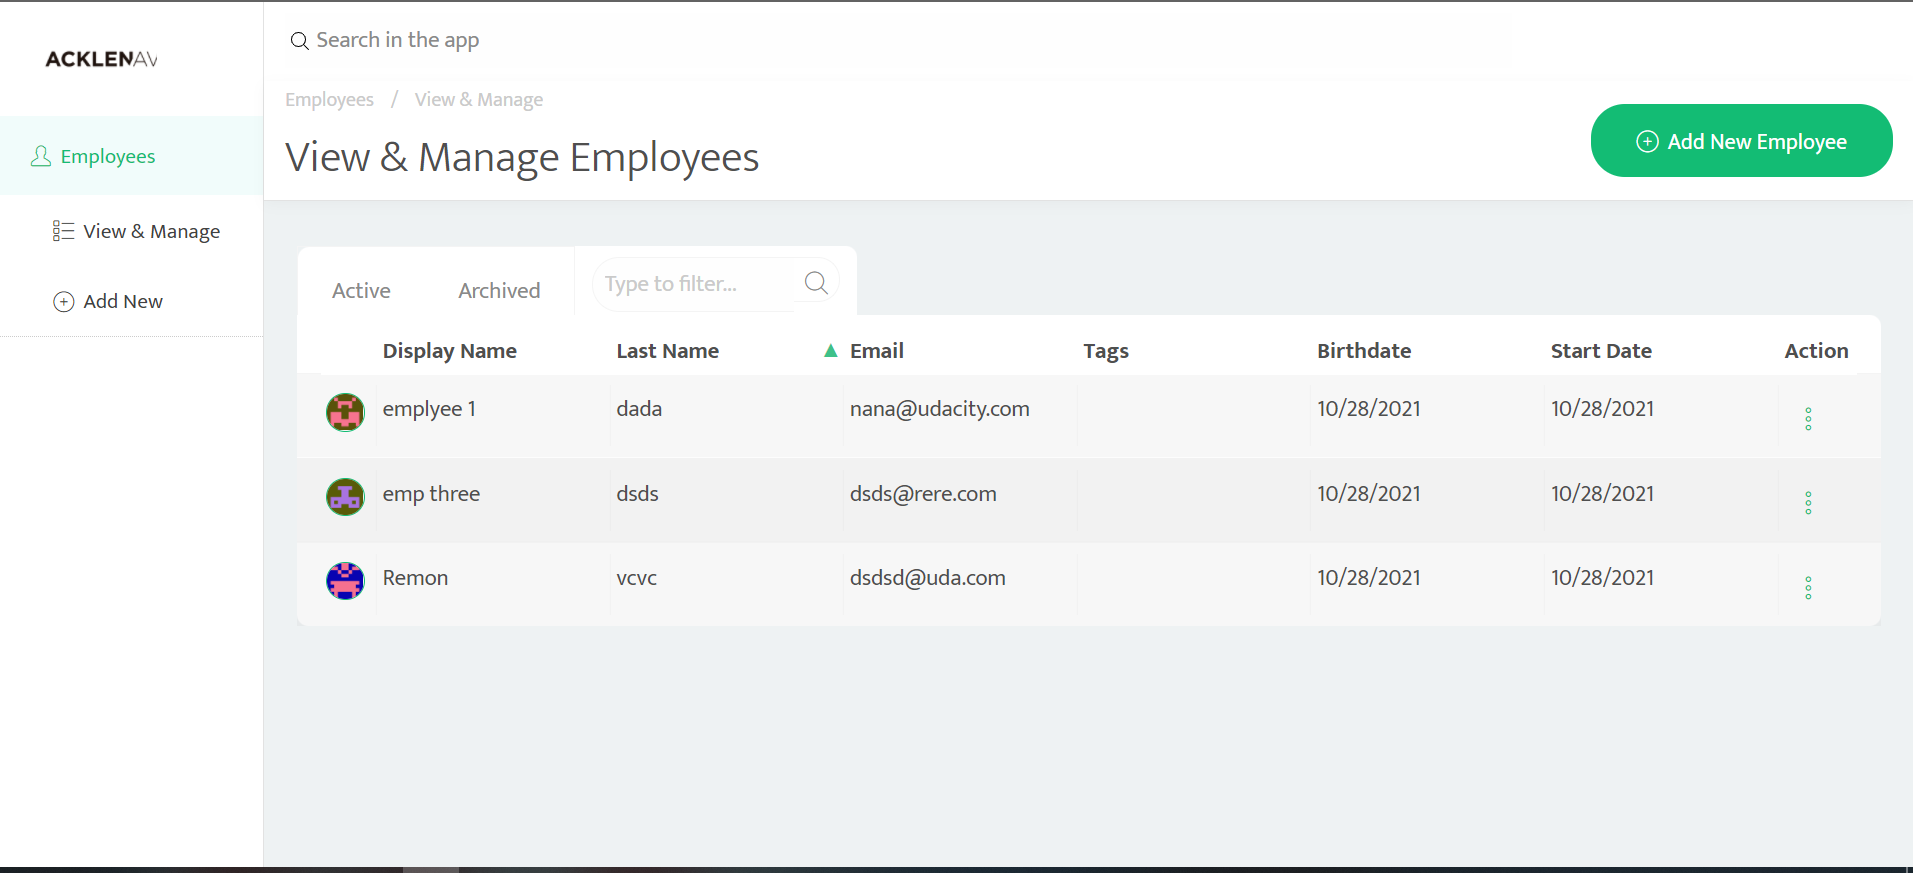 ACKLENAV
Search in the app
Employees / View & Manage
View & Manage Employees
Add New Employee
Employees
View & Manage
Add New
Active Archived Type to filter...
Display Name Last Name ▲ Email Tags Birthdate Start Date Action
emplyee 1 dada nana@udacity.com 10/28/2021 10/28/2021
emp three dsds dsds@rere.com 10/28/2021 10/28/2021
Remon vcvc dsdsd@uda.com 10/28/2021 10/28/2021